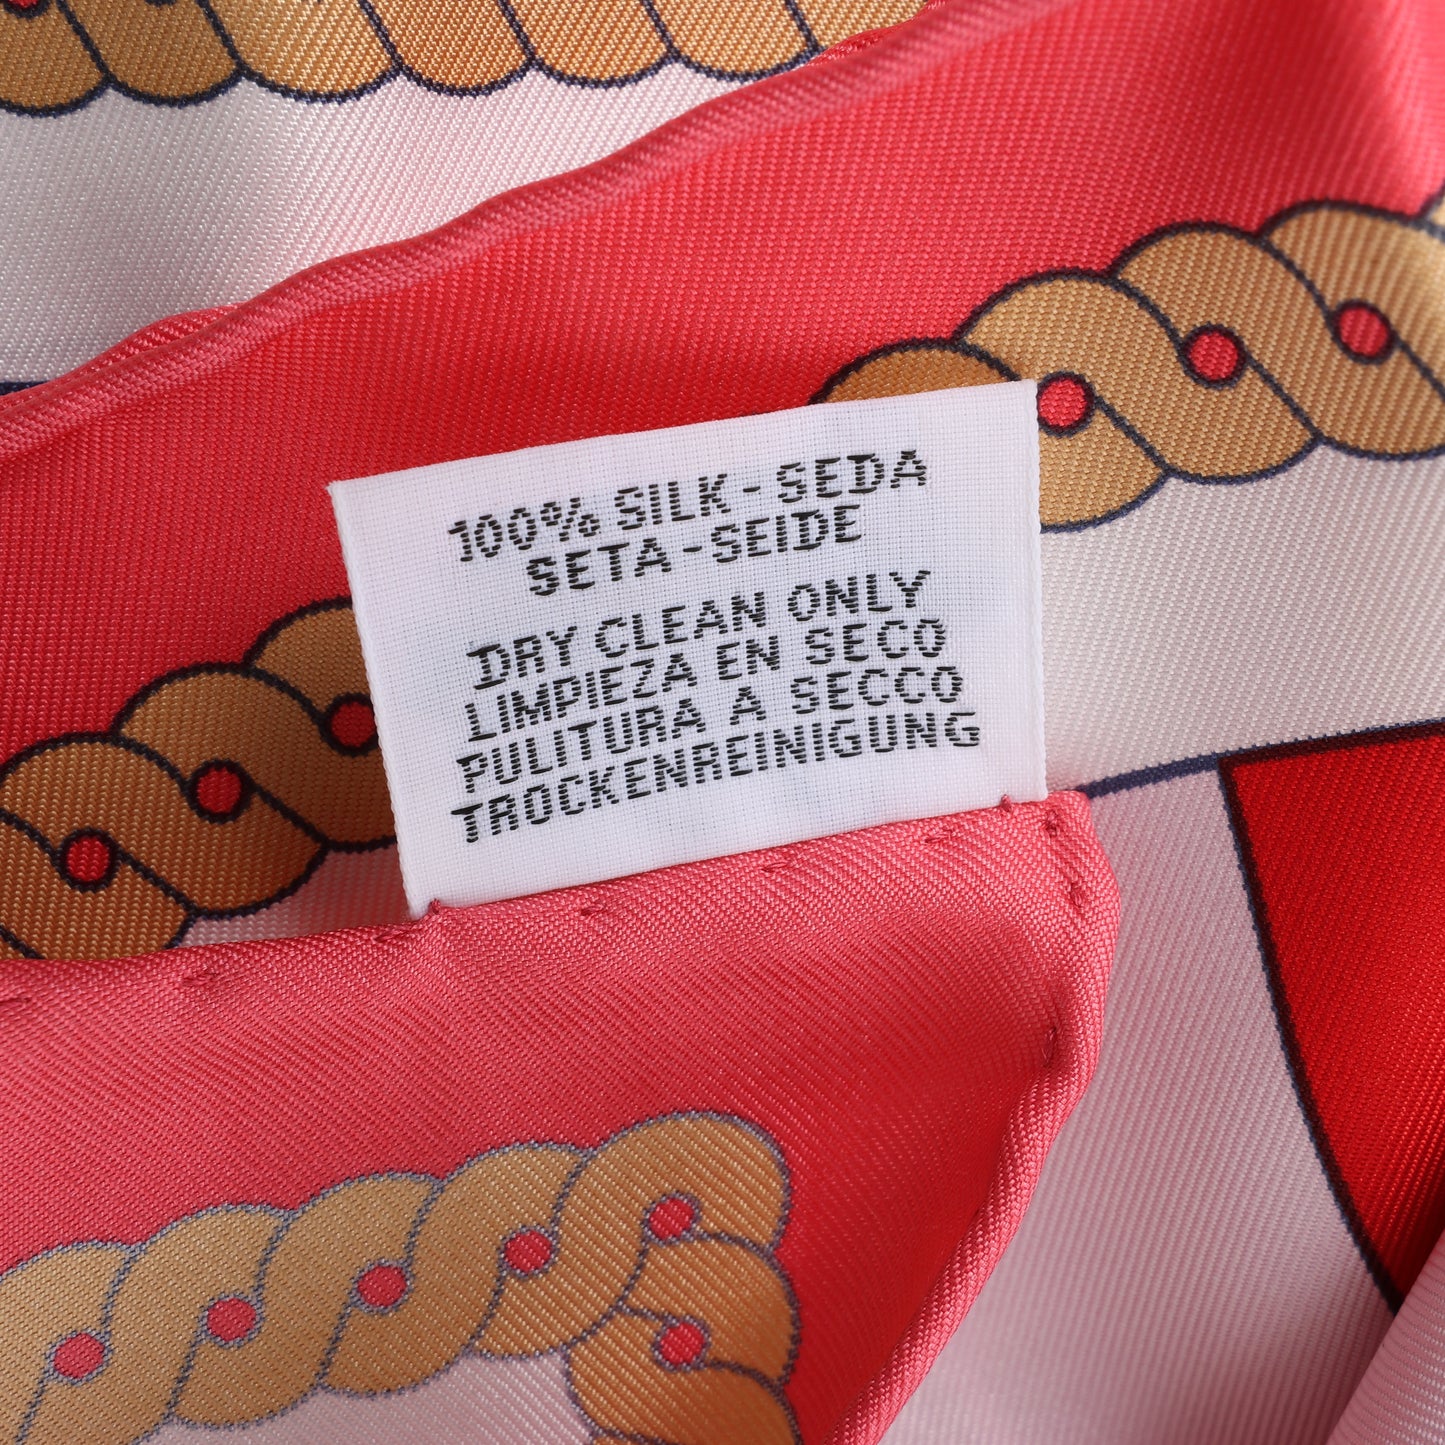 100% SILK - SEDA
SETA - SEIDE
DRY CLEAN ONLY
LIMPIEZA EN SECO
PULITURA A SECCO
TROCKENREINIGUNG